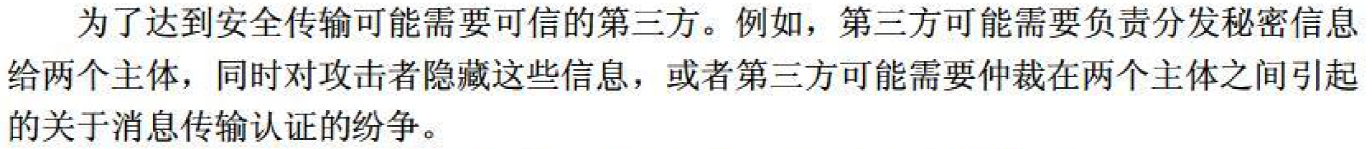 为了达到安全传输可能需要可信的第三方。例如，第三方可能需要负责分发秘密信息
给两个主体，同时对攻击者隐藏这些信息，或者第三方可能需要仲裁在两个主体之间引起
的关于消息传输认证的纷争。